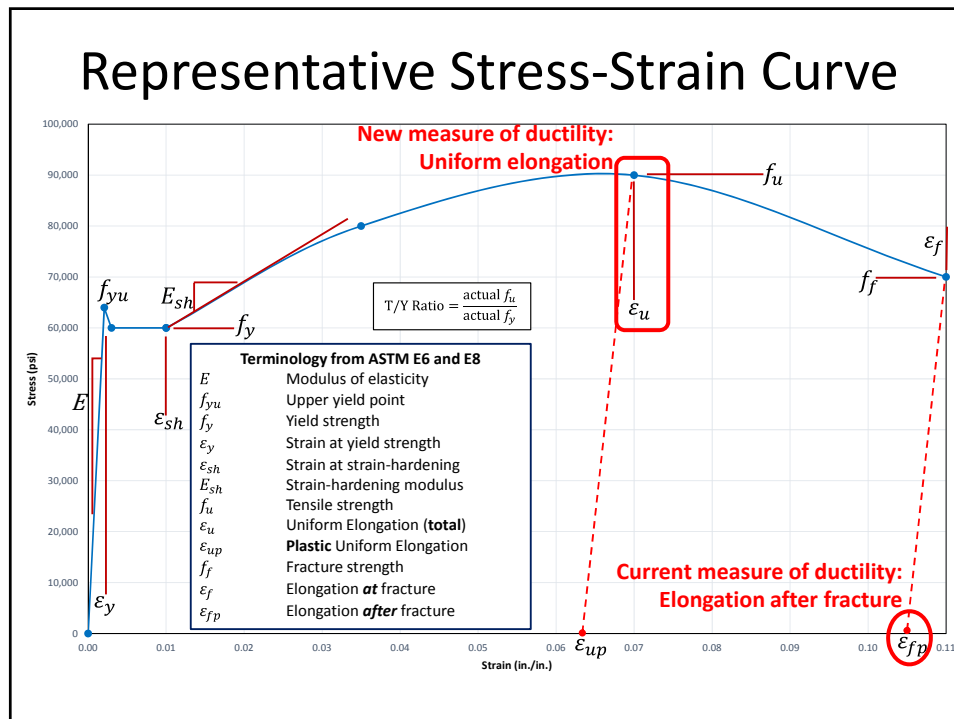 Representative Stress-Strain Curve
100,000
90,000
80,000
70,000
60,000
50,000
40,000
30,000
20,000
10,000
0
Stress (psi)
0.00 0.01 0.02 0.03 0.04 0.05 0.06 0.07 0.08 0.09 0.10 0.11
Strain (in./in.)
New measure of ductility:
Uniform elongation
f_u
ε_f
f_f
ε_u
f_yu
E_sh
f_y
T/Y Ratio = actual f_u / actual f_y
E
ε_sh
ε_y
Terminology from ASTM E6 and E8
E Modulus of elasticity
f_yu Upper yield point
f_y Yield strength
ε_y Strain at yield strength
ε_sh Strain at strain-hardening
E_sh Strain-hardening modulus
f_u Tensile strength
ε_u Uniform Elongation (total)
ε_up Plastic Uniform Elongation
f_f Fracture strength
ε_f Elongation at fracture
ε_fp Elongation after fracture
Current measure of ductility:
Elongation after fracture
ε_up
ε_fp